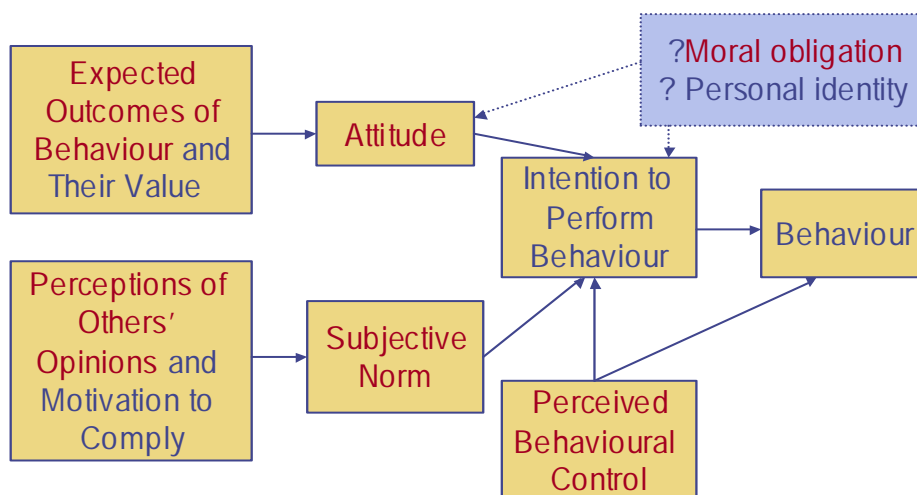 Expected
Outcomes of
Behaviour and
Their Value
Attitude
?Moral obligation
? Personal identity
Intention to
Perform
Behaviour
Behaviour
Perceptions of
Others’
Opinions and
Motivation to
Comply
Subjective
Norm
Perceived
Behavioural
Control